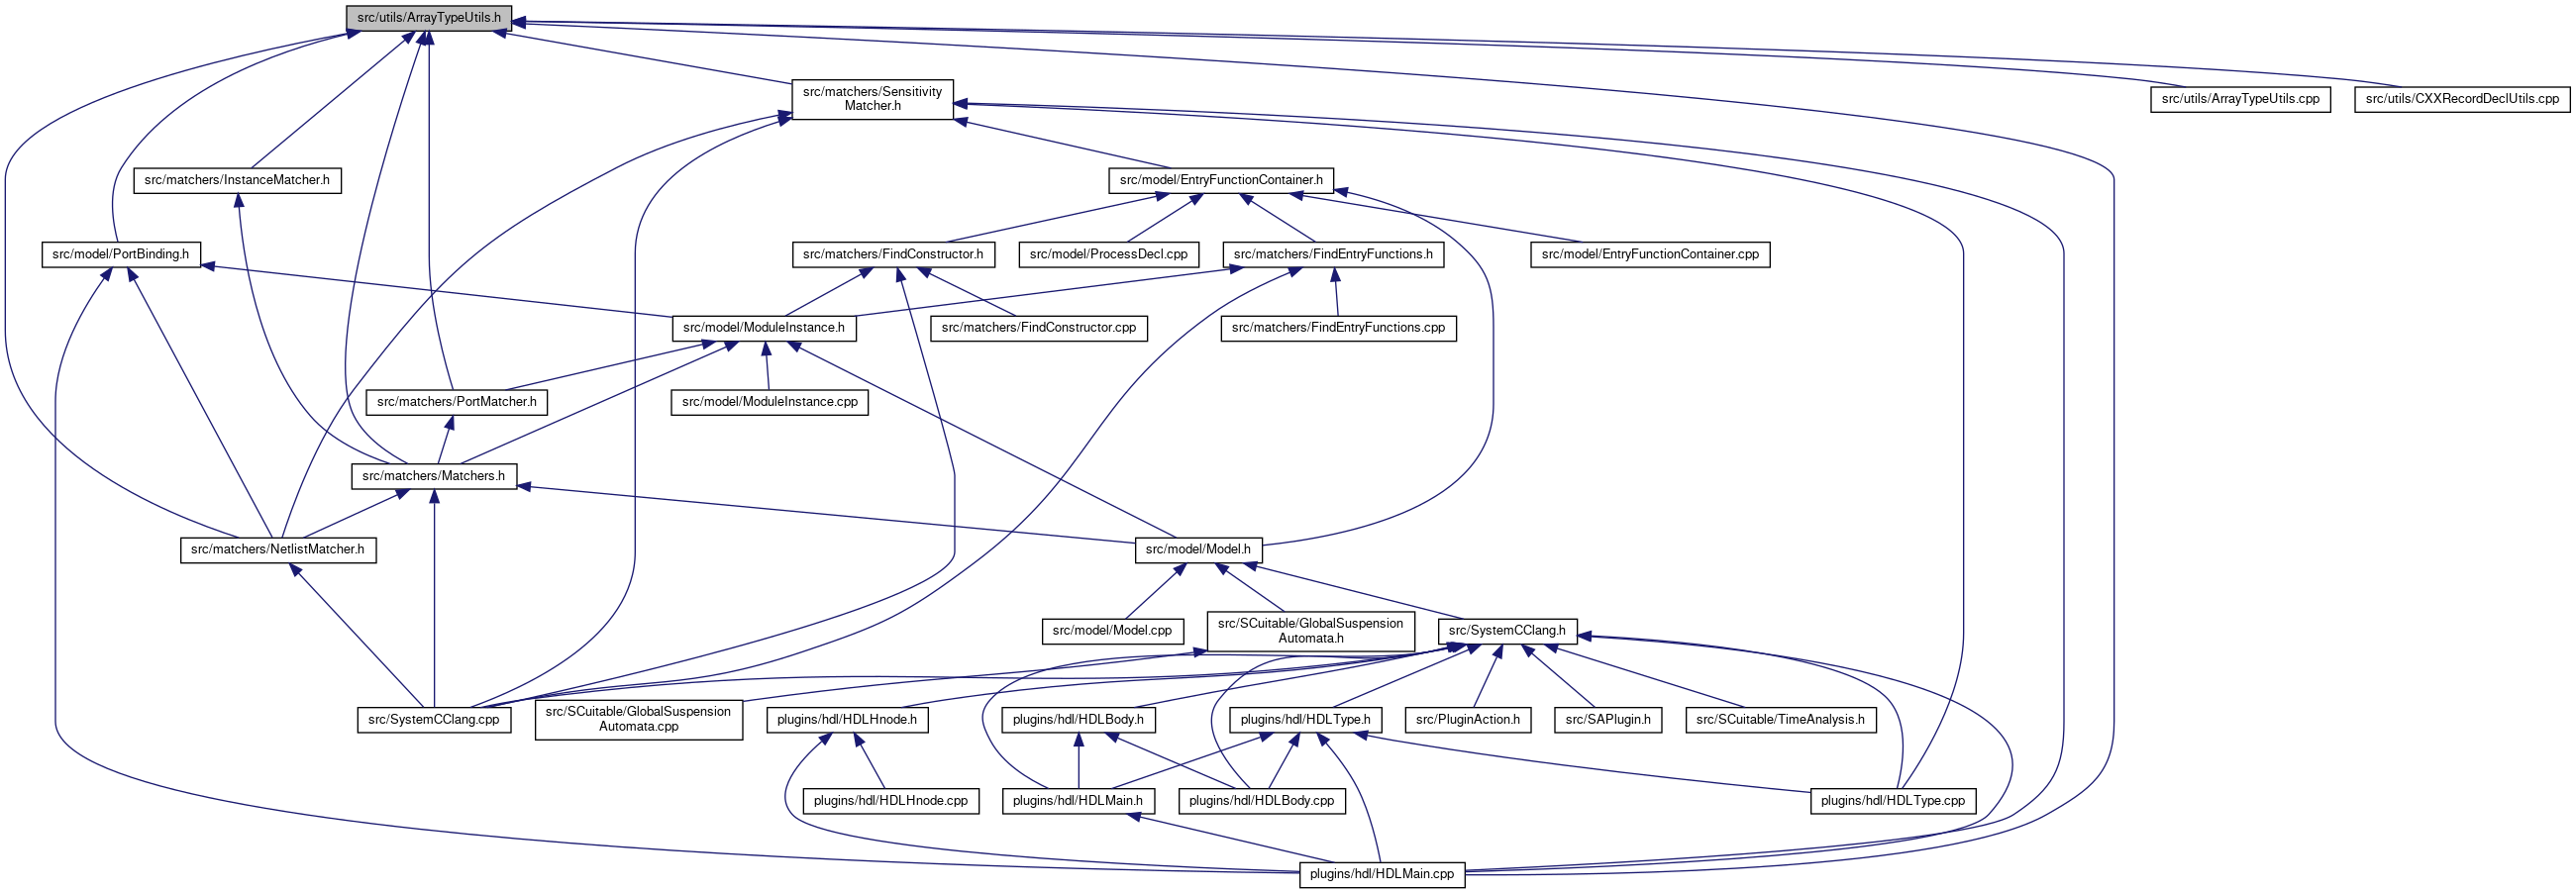 src/utils/ArrayTypeUtils.h
src/matchers/Sensitivity
Matcher.h
src/utils/ArrayTypeUtils.cpp
src/utils/CXXRecordDeclUtils.cpp
src/matchers/InstanceMatcher.h
src/model/EntryFunctionContainer.h
src/model/PortBinding.h
src/matchers/FindConstructor.h
src/model/ProcessDecl.cpp
src/matchers/FindEntryFunctions.h
src/model/EntryFunctionContainer.cpp
src/model/ModuleInstance.h
src/matchers/FindConstructor.cpp
src/matchers/FindEntryFunctions.cpp
src/matchers/PortMatcher.h
src/model/ModuleInstance.cpp
src/matchers/Matchers.h
src/matchers/NetlistMatcher.h
src/model/Model.h
src/model/Model.cpp
src/SCuitable/GlobalSuspension
Automata.h
src/SystemCClang.h
src/SystemCClang.cpp
src/SCuitable/GlobalSuspension
Automata.cpp
plugins/hdl/HDLHnode.h
plugins/hdl/HDLBody.h
plugins/hdl/HDLType.h
src/PluginAction.h
src/SAPlugin.h
src/SCuitable/TimeAnalysis.h
plugins/hdl/HDLHnode.cpp
plugins/hdl/HDLMain.h
plugins/hdl/HDLBody.cpp
plugins/hdl/HDLType.cpp
plugins/hdl/HDLMain.cpp